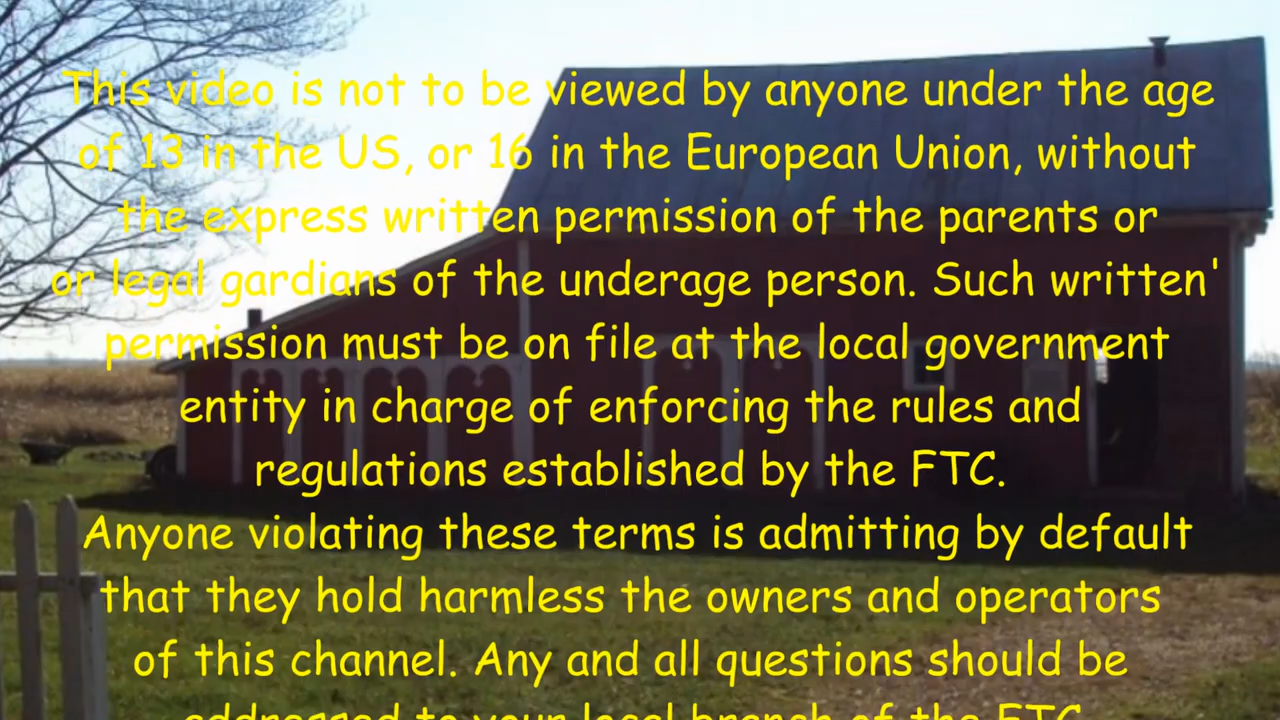 This video is not to be viewed by anyone under the age
of 13 in the US, or 16 in the European Union, without
the express written permission of the parents or
or legal gardians of the underage person. Such written'
permission must be on file at the local government
entity in charge of enforcing the rules and
regulations established by the FTC.
Anyone violating these terms is admitting by default
that they hold harmless the owners and operators
of this channel. Any and all questions should be
addressed to your local branch of the FTC